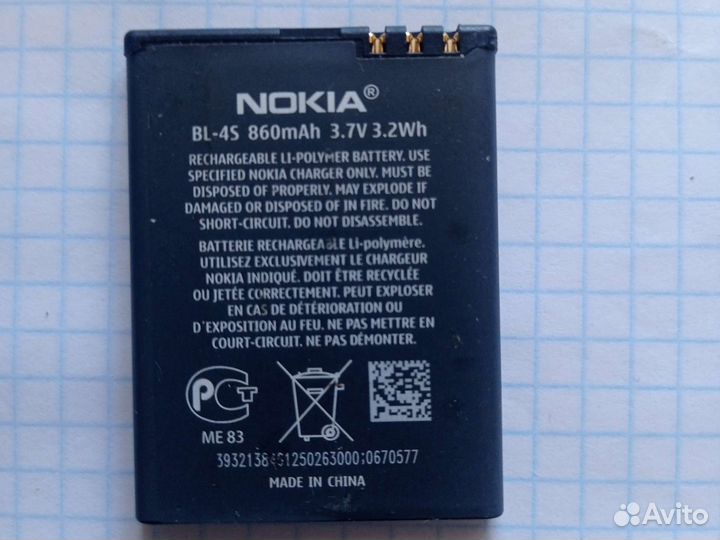 NOKIA®
BL-4S 860mAh 3.7V 3.2Wh
RECHARGEABLE LI-POLYMER BATTERY. USE
SPECIFIED NOKIA CHARGER ONLY. MUST BE
DISPOSED OF PROPERLY. MAY EXPLODE IF
DAMAGED OR DISPOSED OF JN FIRE. DO NOT
SHORT-CIRCUIT. DO NOT DISASSEMBLE.
BATTERIE RECHARGEABLE Li-polymère.
UTILISEZ EXCLUSIVEMENT LE CHARGEUR
NOKIA INDIQUÉ. DOIT ÊTRE RECYCLÉE
OU JETÉE CORRECTEMENT. PEUT EXPLOSER
EN CAS DE DÉTÉRIORATION OU
D'EXPOSITION AU FEU. NE PAS METTRE EN
COURT-CIRCUIT. NE PAS DÉMONTER.
РСТ
ME 83
MADE IN CHINA
Avito